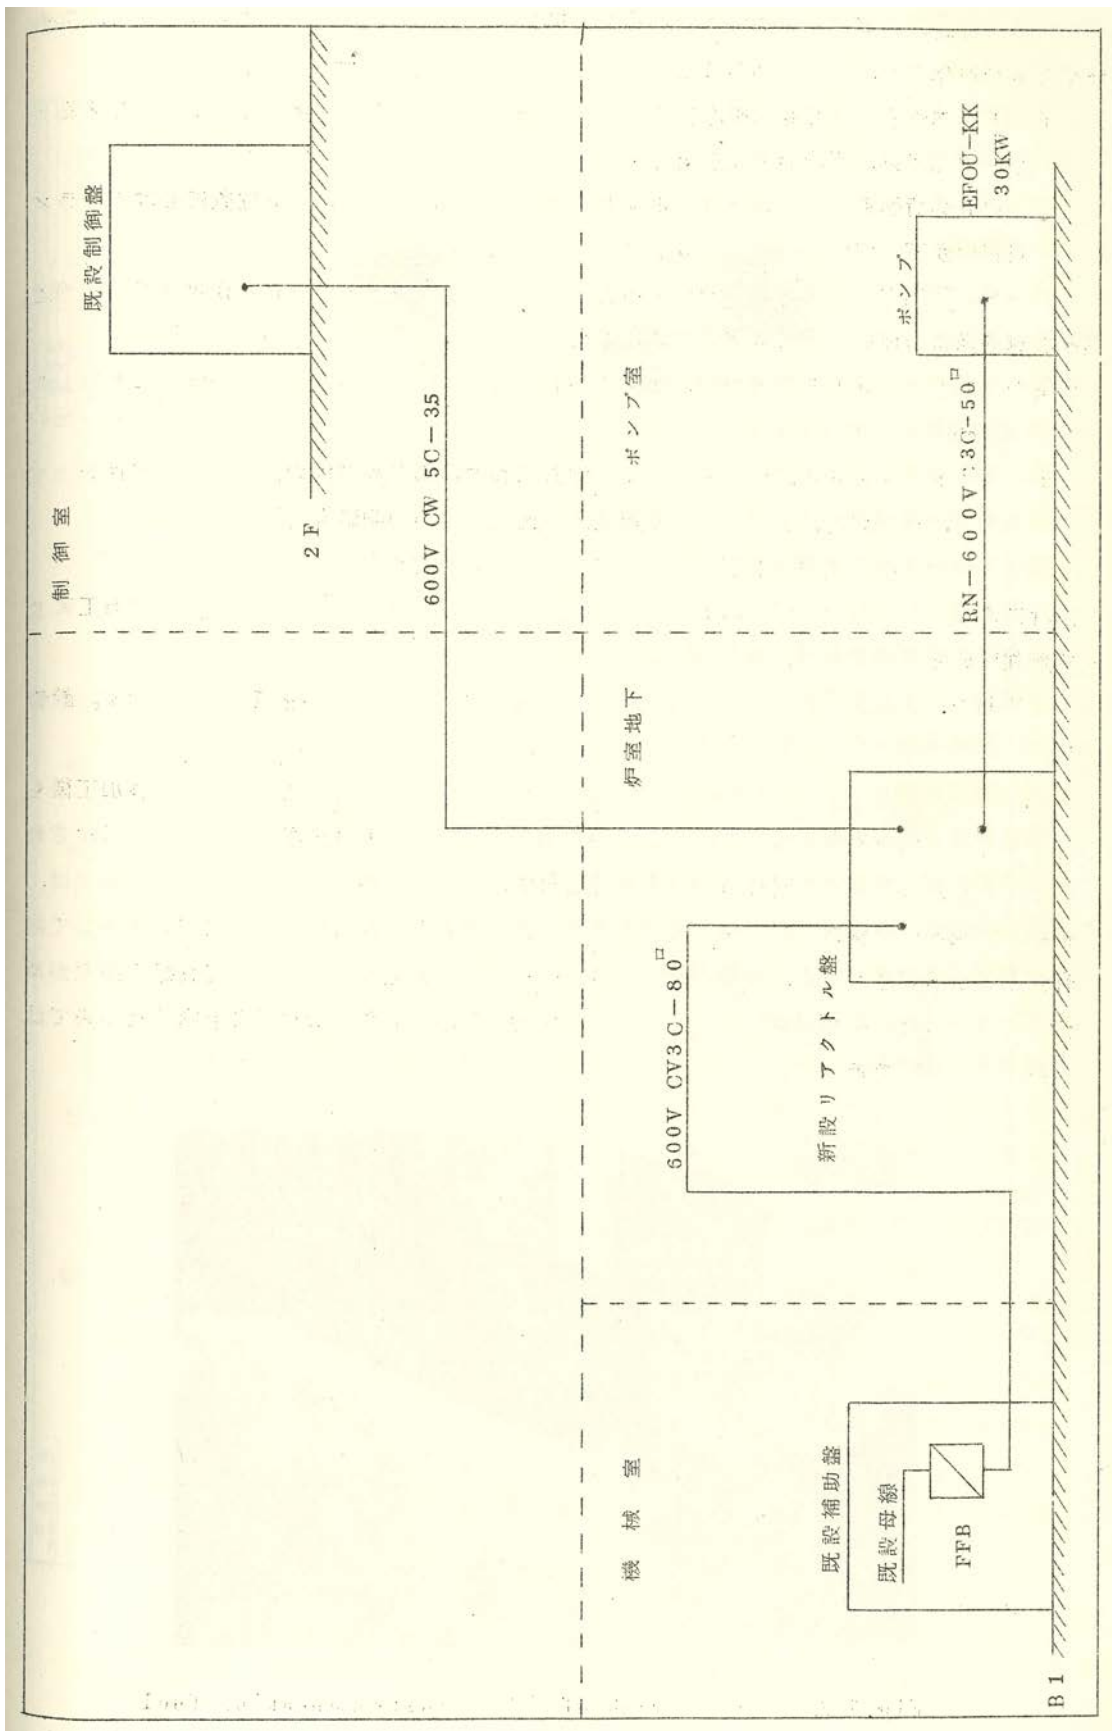 制御室
既設制御盤
2F
600V CW 5C-35
ポンプ室
炉室地下
機械室
ポンプ
EFOU-KK
30KW
RN-600V 3C-50□
600V CV3C-80□
新設リアクトル盤
既設補助盤
既設母線
FFB
B1